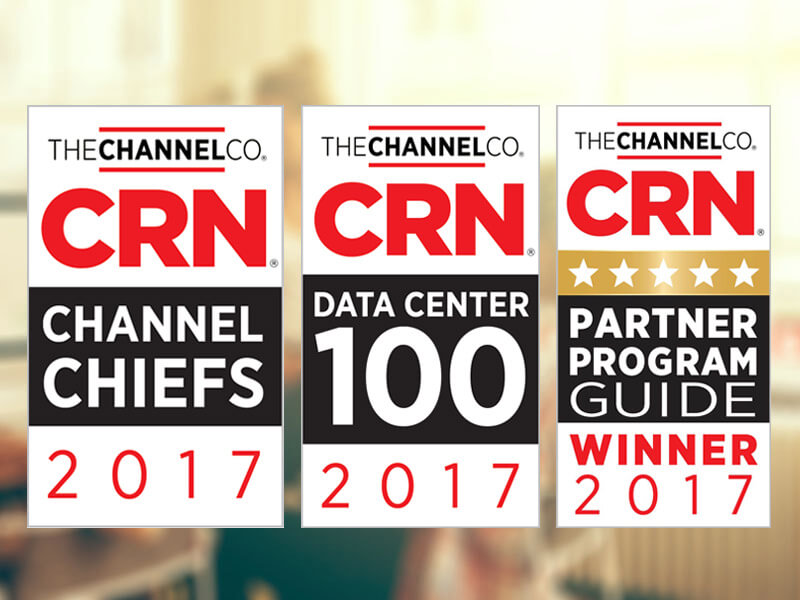 THECHANNELCO.
CRN®
CHANNEL
CHIEFS
2017
THECHANNELCO.
CRN®
DATA CENTER
100
2017
THECHANNELCO.
CRN®
PARTNER
PROGRAM
GUIDE
WINNER
2017